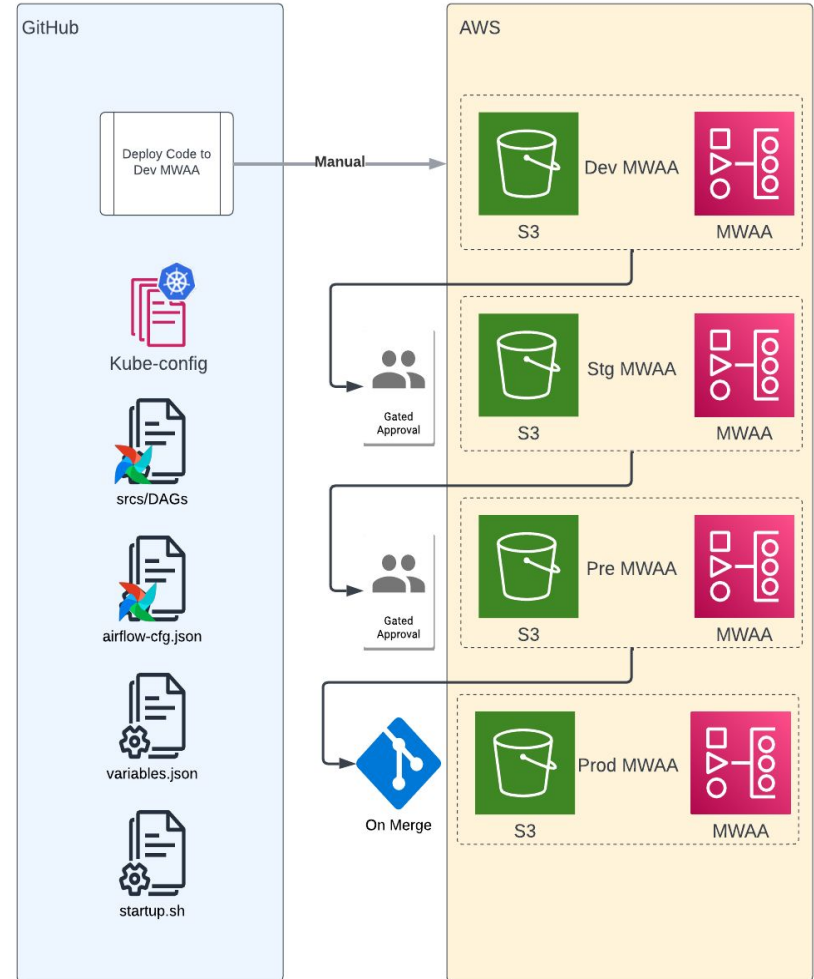 GitHub
AWS
Deploy Code to
Dev MWAA
Manual
Dev MWAA
S3
MWAA
Kube-config
Gated
Approval
Stg MWAA
S3
MWAA
srcs/DAGs
Gated
Approval
Pre MWAA
S3
MWAA
airflow-cfg.json
variables.json
On Merge
Prod MWAA
S3
MWAA
startup.sh